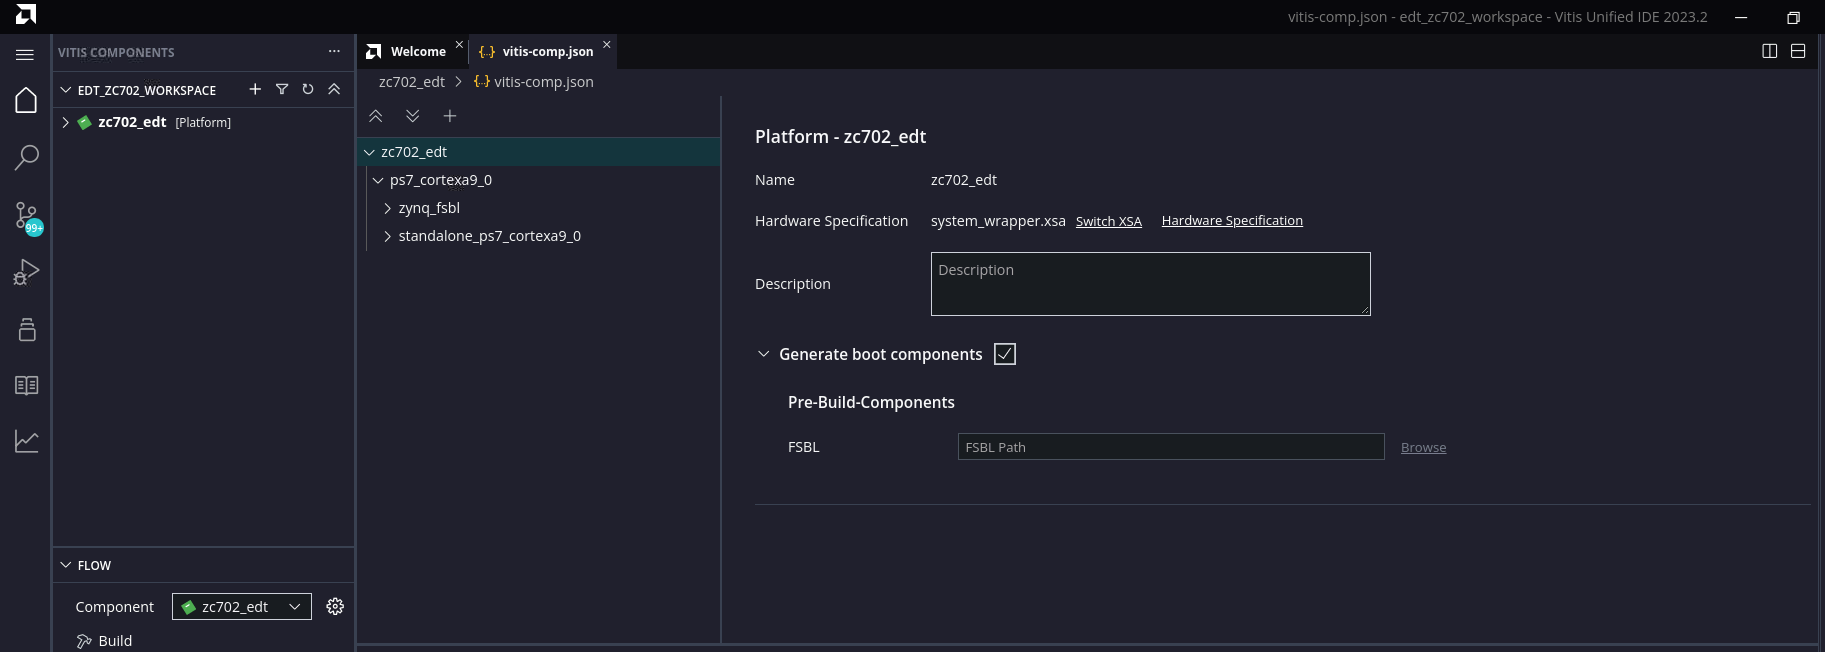 vitis-comp.json - edt_zc702_workspace - Vitis Unified IDE 2023.2
VITIS COMPONENTS
EDT_ZC702_WORKSPACE
zc702_edt [Platform]
99+
FLOW
Component zc702_edt
Build
Welcome vitis-comp.json
zc702_edt > {..} vitis-comp.json
zc702_edt
ps7_cortexa9_0
zynq_fsbl
standalone_ps7_cortexa9_0
Platform - zc702_edt
Name zc702_edt
Hardware Specification system_wrapper.xsa Switch XSA Hardware Specification
Description Description
Generate boot components
Pre-Build-Components
FSBL FSBL Path Browse